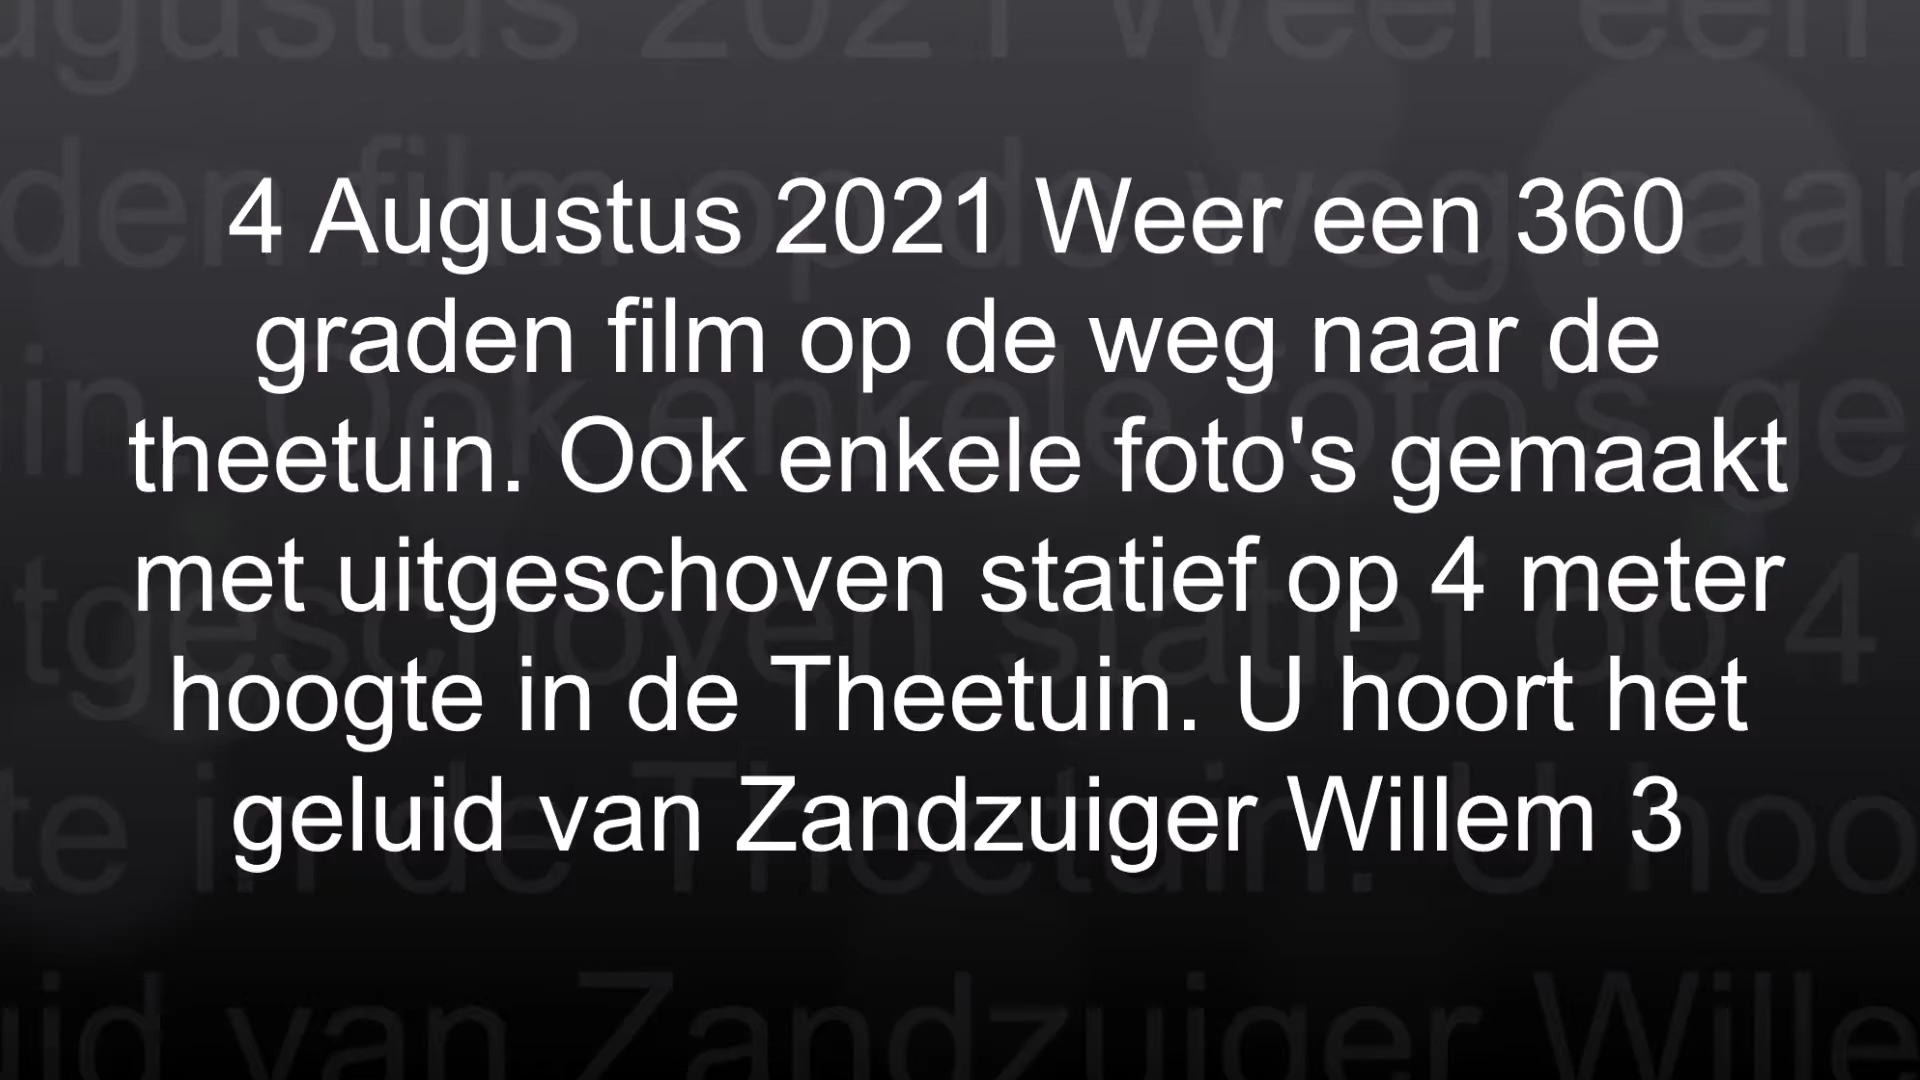 4 Augustus 2021 Weer een 360
graden film op de weg naar de
theetuin. Ook enkele foto's gemaakt
met uitgeschoven statief op 4 meter
hoogte in de Theetuin. U hoort het
geluid van Zandzuiger Willem 3